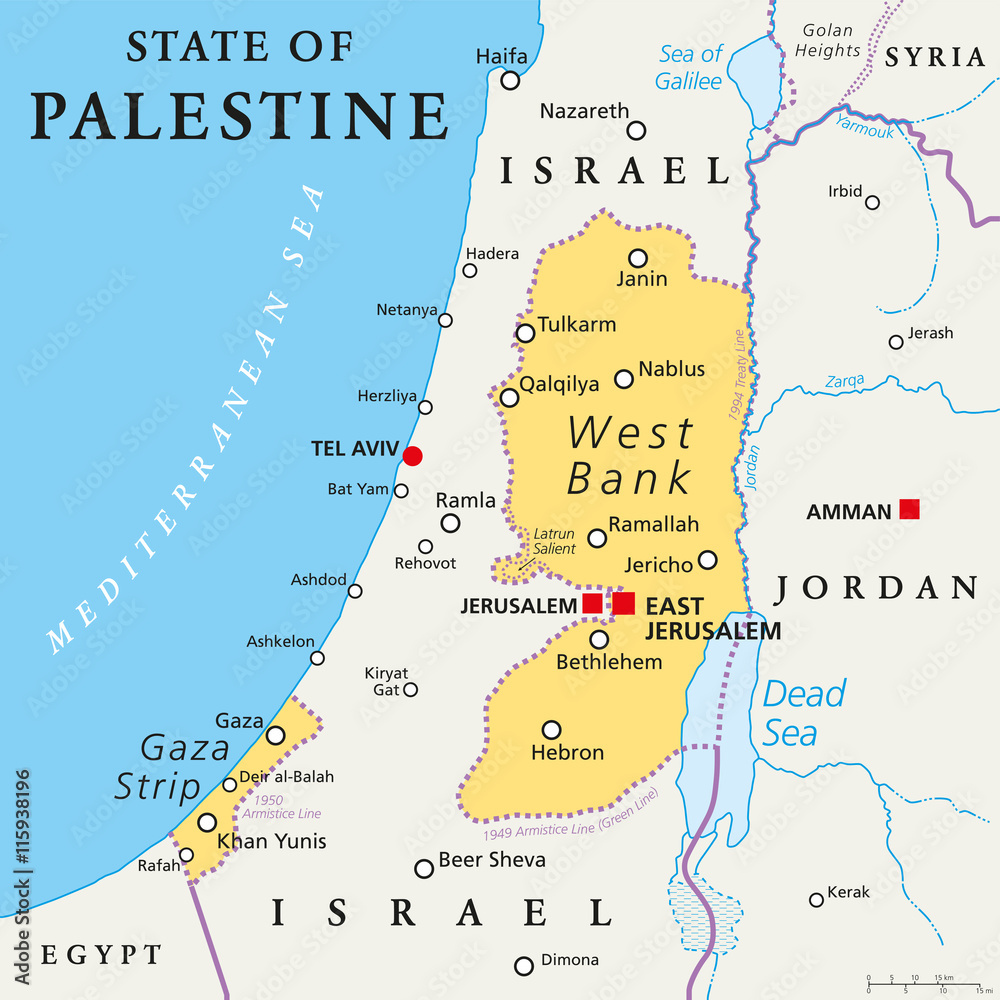 STATE OF
PALESTINE
Haifa
Sea of
Galilee
Golan
Heights
SYRIA
Nazareth
Yarmouk
ISRAEL
Irbid
Hadera
Janin
Netanya
Tulkarm
Jerash
1994 Treaty Line
Nablus
Qalqilya
Zarqa
Herzliya
MEDITERRANEAN SEA
West
Bank
TEL AVIV
Jordan
Bat Yam
Ramla
AMMAN
Ramallah
Latrun
Salient
Rehovot
Jericho
Ashdod
JORDAN
JERUSALEM
EAST
JERUSALEM
Ashkelon
Bethlehem
Kiryat
Gat
Dead
Sea
Gaza
Gaza
Strip
Hebron
Deir al-Balah
1950
Armistice Line
1949 Armistice Line (Green Line)
Khan Yunis
Rafah
Beer Sheva
Kerak
ISRAEL
EGYPT
Dimona
0 5 10 15 km
0 5 10 15 mi
Adobe Stock | #115938196
Adobe Stock